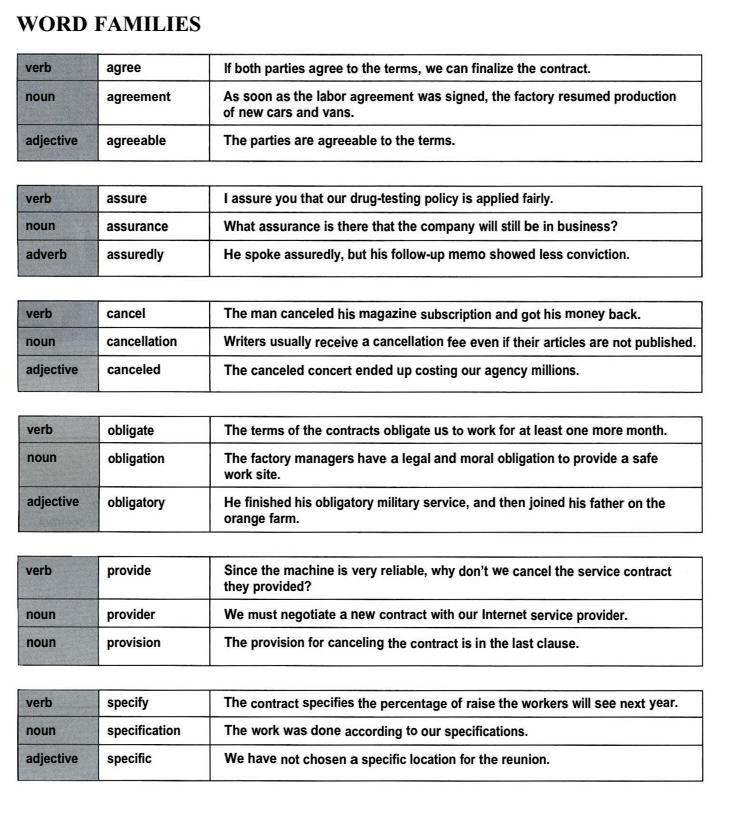 WORD FAMILIES
verb agree If both parties agree to the terms, we can finalize the contract.
noun agreement As soon as the labor agreement was signed, the factory resumed production
of new cars and vans.
adjective agreeable The parties are agreeable to the terms.
verb assure I assure you that our drug-testing policy is applied fairly.
noun assurance What assurance is there that the company will still be in business?
adverb assuredly He spoke assuredly, but his follow-up memo showed less conviction.
verb cancel The man canceled his magazine subscription and got his money back.
noun cancellation Writers usually receive a cancellation fee even if their articles are not published.
adjective canceled The canceled concert ended up costing our agency millions.
verb obligate The terms of the contracts obligate us to work for at least one more month.
noun obligation The factory managers have a legal and moral obligation to provide a safe
work site.
adjective obligatory He finished his obligatory military service, and then joined his father on the
orange farm.
verb provide Since the machine is very reliable, why don't we cancel the service contract
they provided?
noun provider We must negotiate a new contract with our Internet service provider.
noun provision The provision for canceling the contract is in the last clause.
verb specify The contract specifies the percentage of raise the workers will see next year.
noun specification The work was done according to our specifications.
adjective specific We have not chosen a specific location for the reunion.